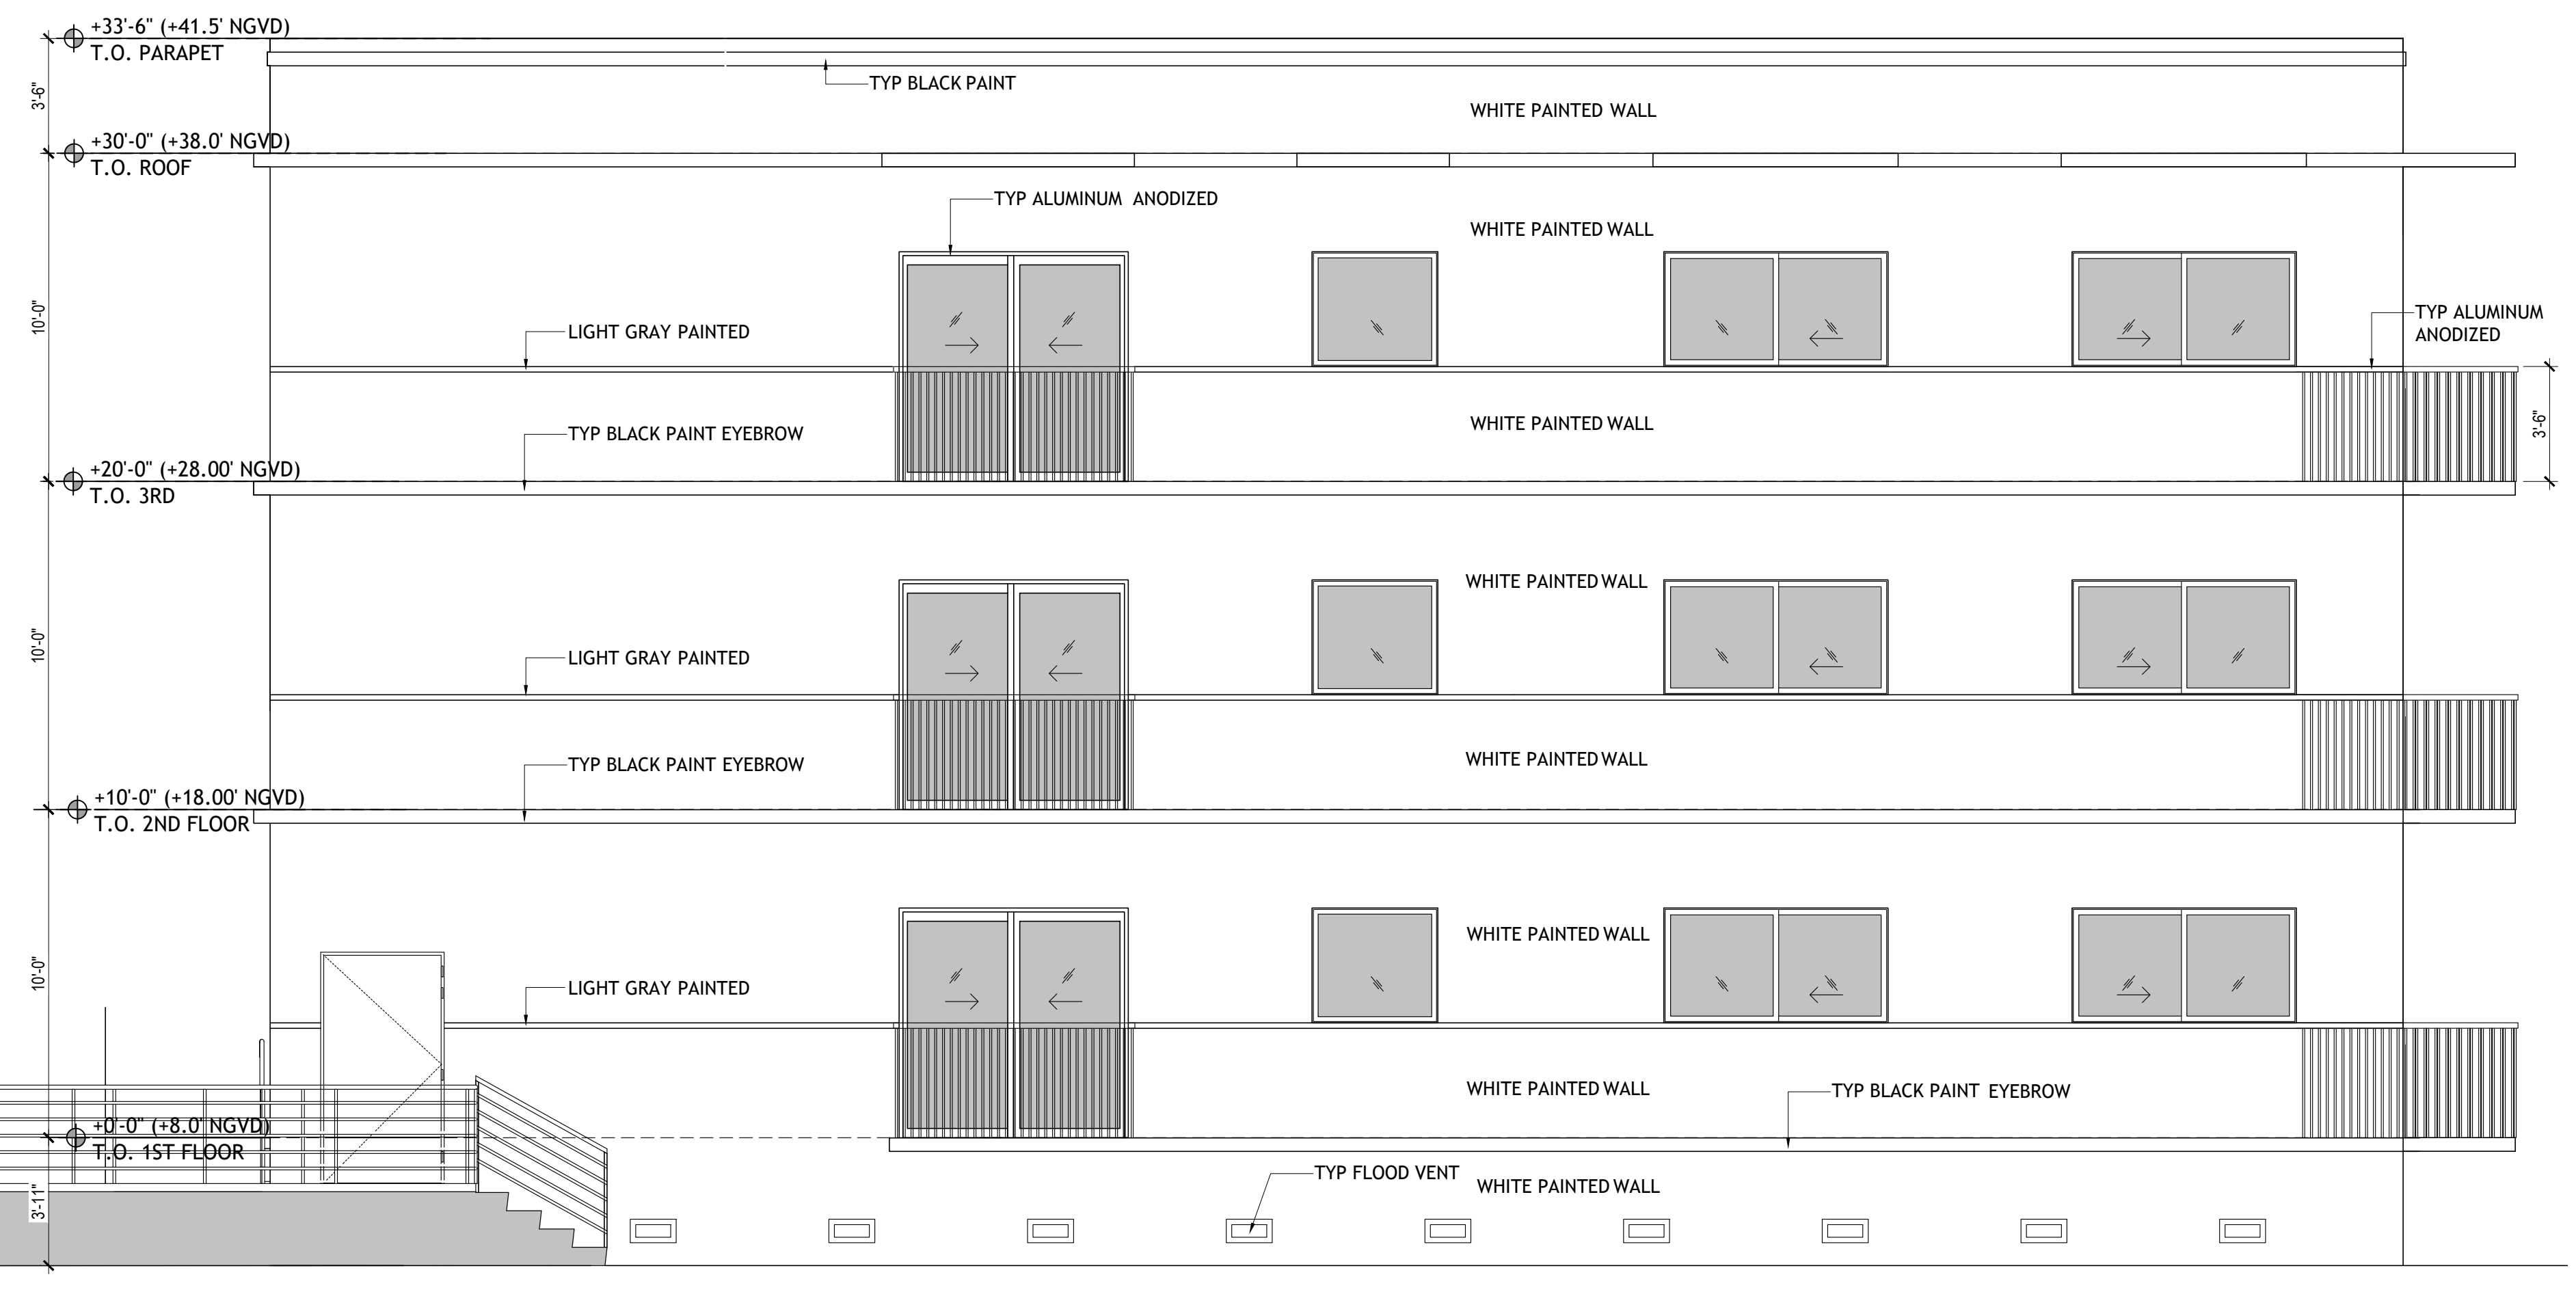 +33'-6" (+41.5' NGVD)
T.O. PARAPET
TYP BLACK PAINT
3'-6"
WHITE PAINTED WALL
+30'-0" (+38.0' NGVD)
T.O. ROOF
TYP ALUMINUM ANODIZED
WHITE PAINTED WALL
10'-0"
LIGHT GRAY PAINTED
TYP ALUMINUM
ANODIZED
TYP BLACK PAINT EYEBROW
WHITE PAINTED WALL
3'-6"
+20'-0" (+28.00' NGVD)
T.O. 3RD
WHITE PAINTED WALL
10'-0"
LIGHT GRAY PAINTED
TYP BLACK PAINT EYEBROW
WHITE PAINTED WALL
+10'-0" (+18.00' NGVD)
T.O. 2ND FLOOR
WHITE PAINTED WALL
10'-0"
LIGHT GRAY PAINTED
WHITE PAINTED WALL
TYP BLACK PAINT EYEBROW
+0'-0" (+8.0' NGVD)
T.O. 1ST FLOOR
TYP FLOOD VENT
WHITE PAINTED WALL
3'-11"